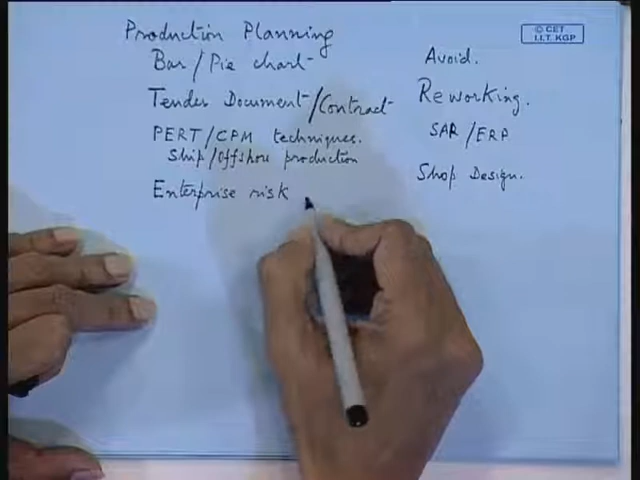 Production Planning
Bar/Pie chart
Tender Document/Contract
PERT/CPM techniques.
Ship/Offshore production
Enterprise risk
Avoid.
Reworking.
SAR/ERP
Shop Design.
© CET
I.I.T. KGP